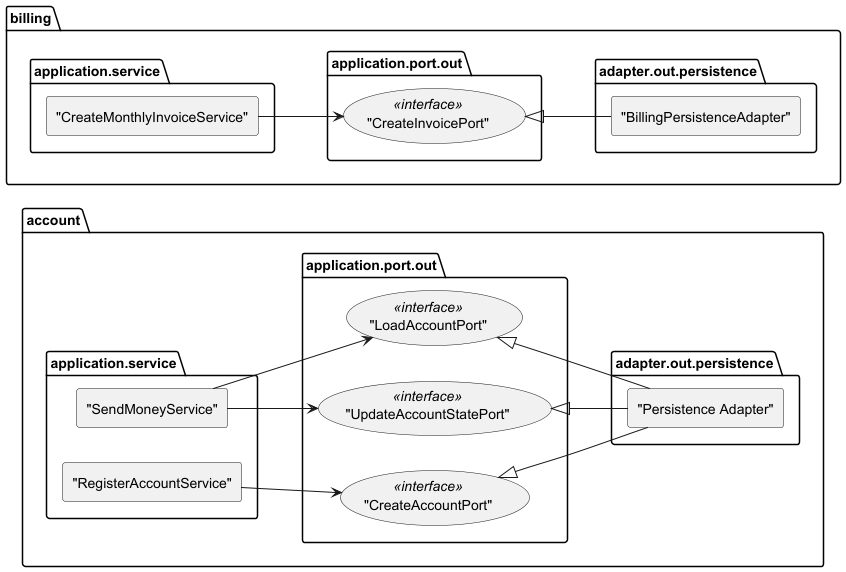 billing
application.service
"CreateMonthlyInvoiceService"
application.port.out
«interface»
"CreateInvoicePort"
adapter.out.persistence
"BillingPersistenceAdapter"
account
application.service
"SendMoneyService"
"RegisterAccountService"
application.port.out
«interface»
"LoadAccountPort"
«interface»
"UpdateAccountStatePort"
«interface»
"CreateAccountPort"
adapter.out.persistence
"Persistence Adapter"